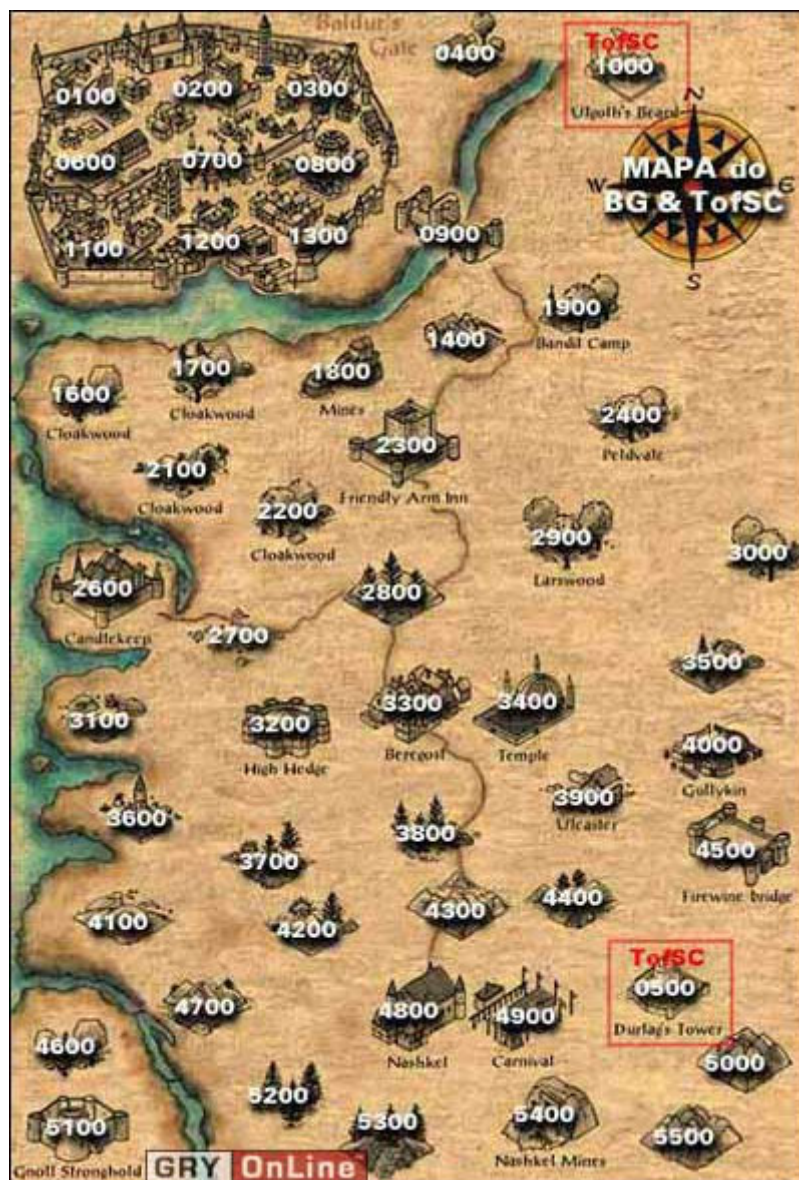 Baldur's
Gate
0400
TofSC
1000
Ulgoth's Beard
0100
0200
0300
0600
0700
0800
1100
1200
1300
0900
N
W
E
S
MAPA do
BG & TofSC
1900
Bandit Camp
1400
1600
Cloakwood
1700
Cloakwood
1800
Mines
2300
Friendly Arm Inn
2400
Peldvale
2100
Cloakwood
2200
Cloakwood
2900
Larswood
3000
2600
Candlekeep
2700
2800
3100
3200
High Hedge
3300
Beregost
3400
Temple
3500
4000
Gullykin
3600
3700
3800
3900
Ulcaster
4500
Firewine bridge
4100
4200
4300
4400
4700
4800
Nashkel
4900
Carnival
TofSC
0500
Durlag's Tower
4600
5000
5100
Gnoll Stronghold
5200
5300
5400
Nashkel Mines
5500
GRY OnLine